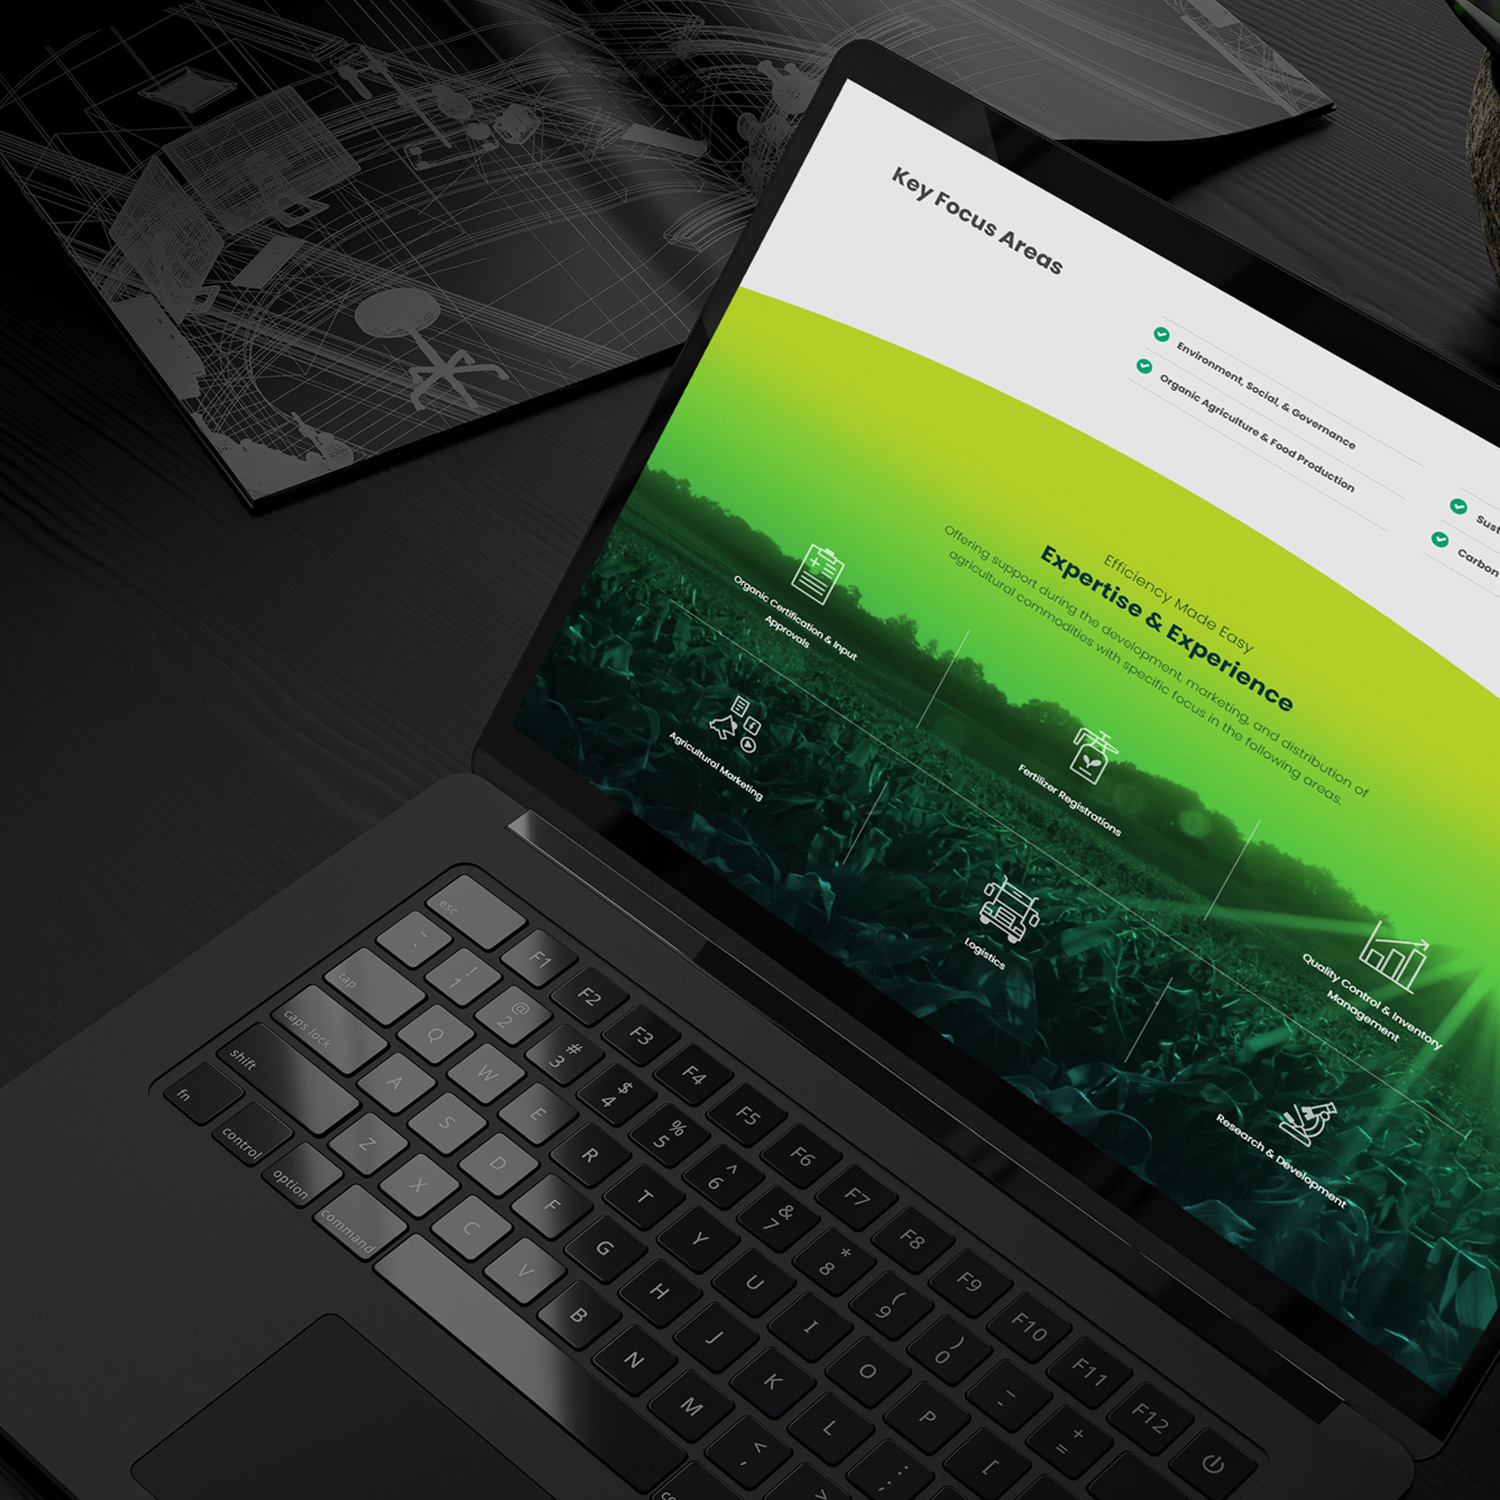 Key Focus Areas
Environment, Social, & Governance
Organic Agriculture & Food Production
Sust
Carbon
Efficiency Made Easy
Expertise & Experience
Offering support during the development, marketing, and distribution of
agricultural commodities with specific focus in the following areas.
Organic Certification & Input
Approvals
Fertilizer Registrations
Quality Control & Inventory
Management
Agricultural Marketing
Logistics
Research & Development
esc F1 F2 F3 F4 F5 F6 F7 F8 F9 F10 F11 F12
~ ` ! 1 @ 2 # 3 $ 4 % 5 ^ 6 & 7 * 8 ( 9 ) 0 _ - + =
tap Q W E R T Y U I O P [
caps lock A S D F G H J K L : ;
shift Z X C V B N M < , >
fn control option command co